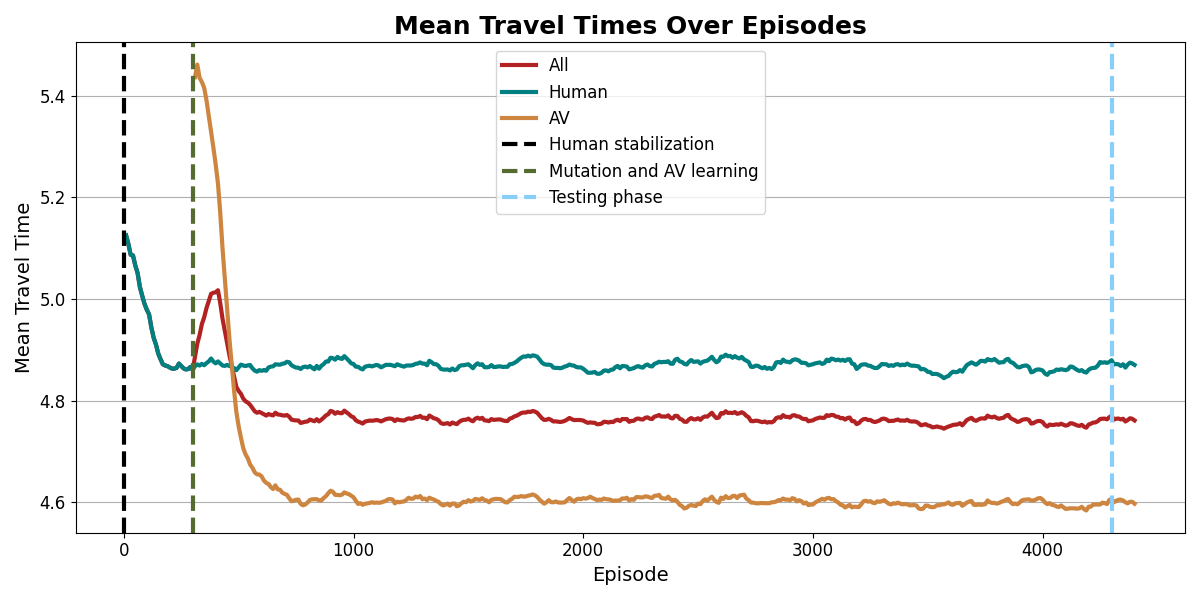 Mean Travel Times Over Episodes
All
Human
AV
Human stabilization
Mutation and AV learning
Testing phase
Mean Travel Time
5.4
5.2
5.0
4.8
4.6
0
1000
2000
3000
4000
Episode